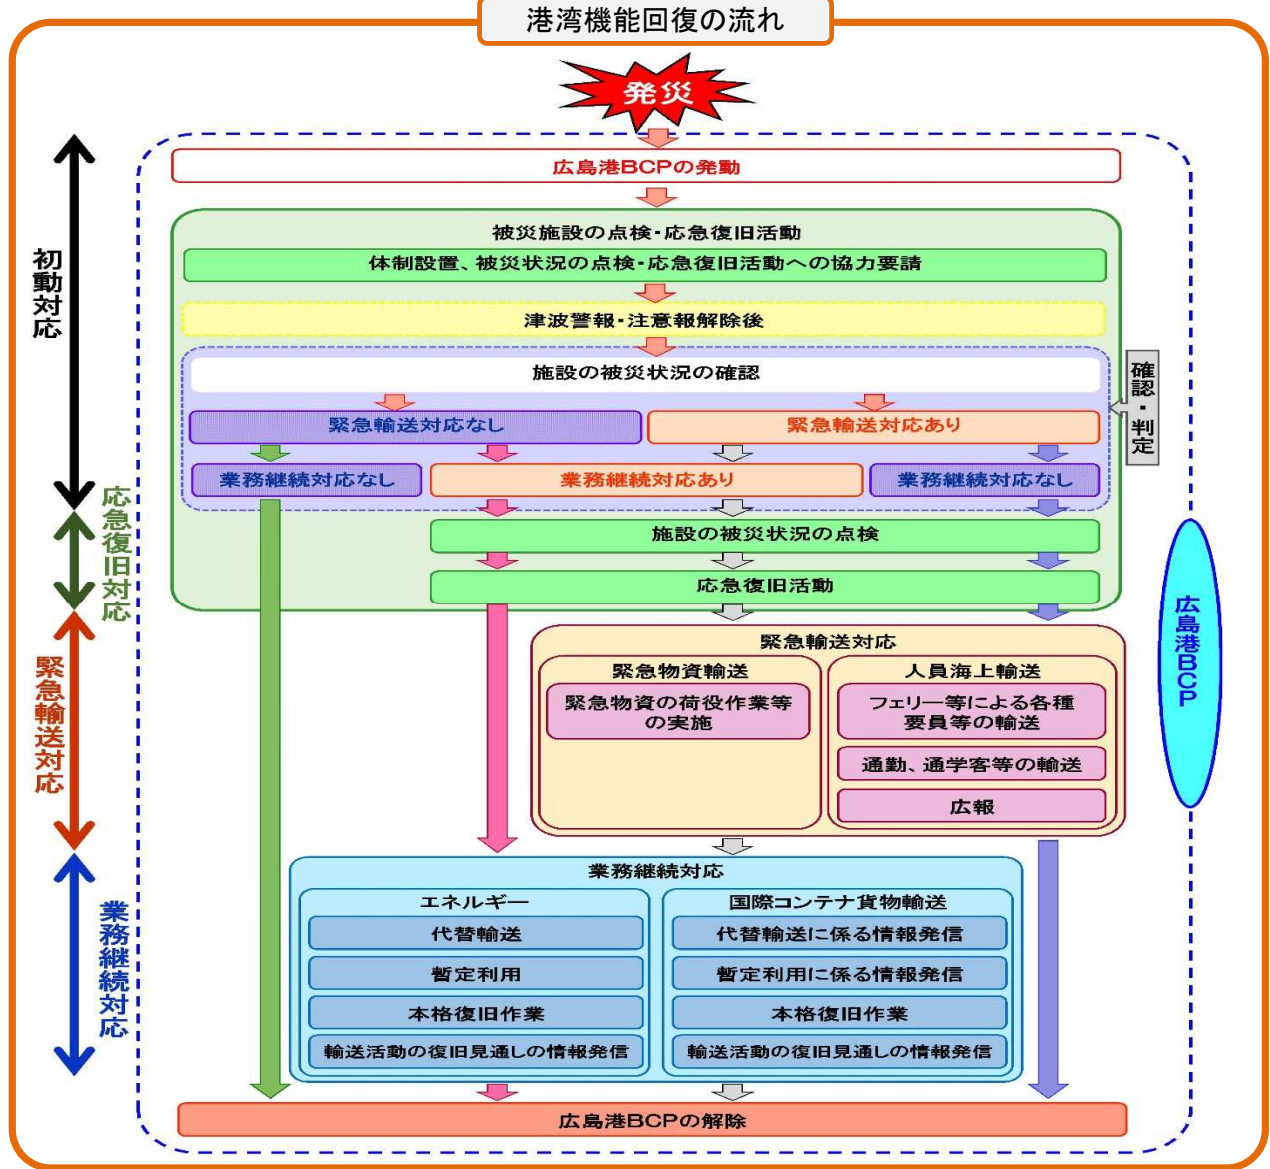 港湾機能回復の流れ
発災
広島港BCPの発動
被災施設の点検・応急復旧活動
体制設置、被災状況の点検・応急復旧活動への協力要請
津波警報・注意報解除後
施設の被災状況の確認
確認・判定
緊急輸送対応なし
緊急輸送対応あり
業務継続対応なし
業務継続対応あり
業務継続対応なし
施設の被災状況の点検
応急復旧活動
初動対応
応急復旧対応
緊急輸送対応
業務継続対応
広島港BCP
緊急輸送対応
緊急物資輸送
緊急物資の荷役作業等
の実施
人員海上輸送
フェリー等による各種
要員等の輸送
通勤、通学客等の輸送
広報
業務継続対応
エネルギー
代替輸送
暫定利用
本格復旧作業
輸送活動の復旧見通しの情報発信
国際コンテナ貨物輸送
代替輸送に係る情報発信
暫定利用に係る情報発信
本格復旧作業
輸送活動の復旧見通しの情報発信
広島港BCPの解除